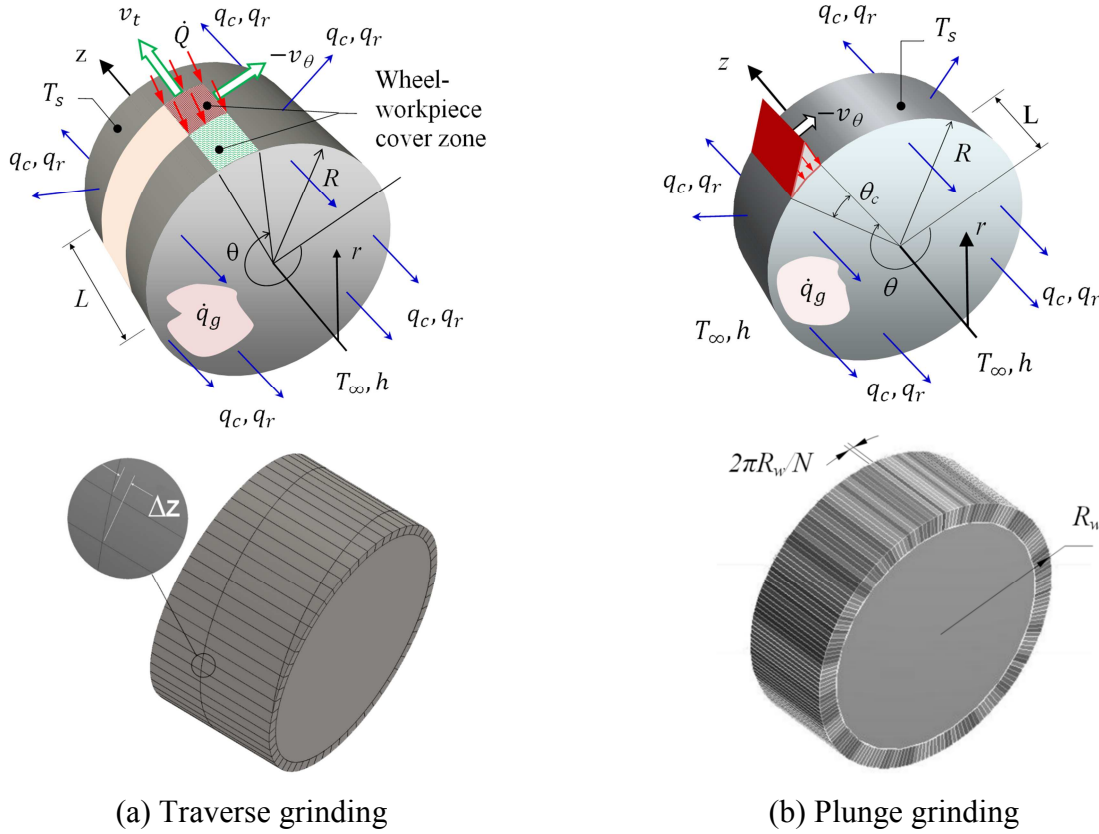 v_t
Q̇
q_c, q_r
q_c, q_r
−v_θ
z
T_s
Wheel-
workpiece
cover zone
q_c, q_r
R
θ
r
L
q̇_g
q_c, q_r
T_∞, h
q_c, q_r
q_c, q_r
T_s
z
−v_θ
L
R
q_c, q_r
θ_c
r
q̇_g
θ
q_c, q_r
T_∞, h
T_∞, h
q_c, q_r
Δz
2πR_w/N
R_w
(a) Traverse grinding
(b) Plunge grinding